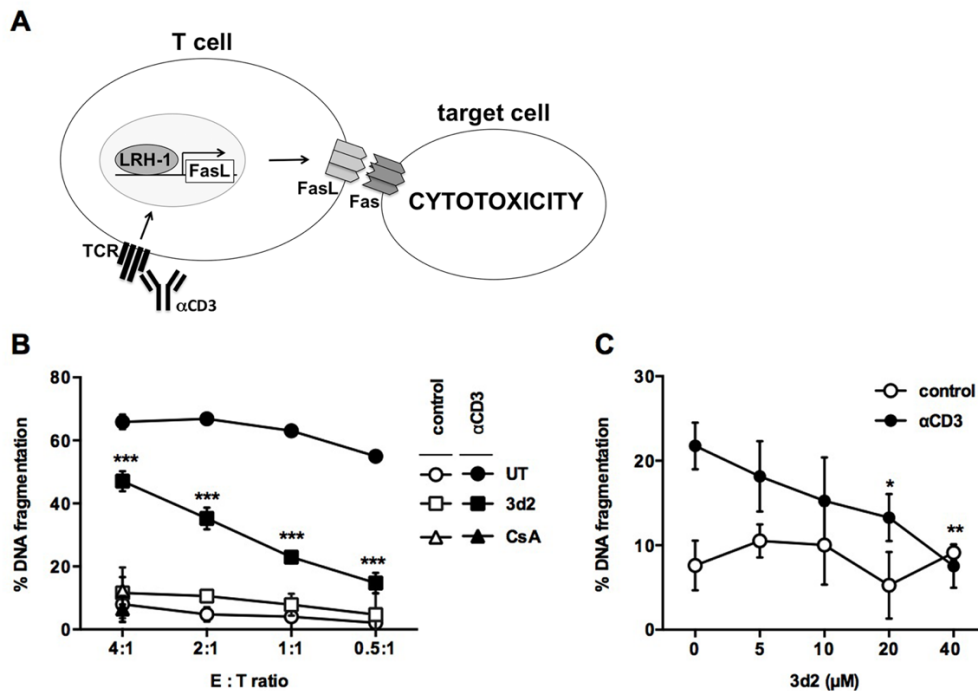 A
T cell
target cell
LRH-1
FasL
FasL
Fas
CYTOTOXICITY
TCR
αCD3
B
% DNA fragmentation
80
60
40
20
0
*** *** *** ***
4:1 2:1 1:1 0.5:1
E : T ratio
control αCD3
UT
3d2
CsA
C
% DNA fragmentation
30
20
10
0
control
αCD3
* **
0 5 10 20 40
3d2 (μM)